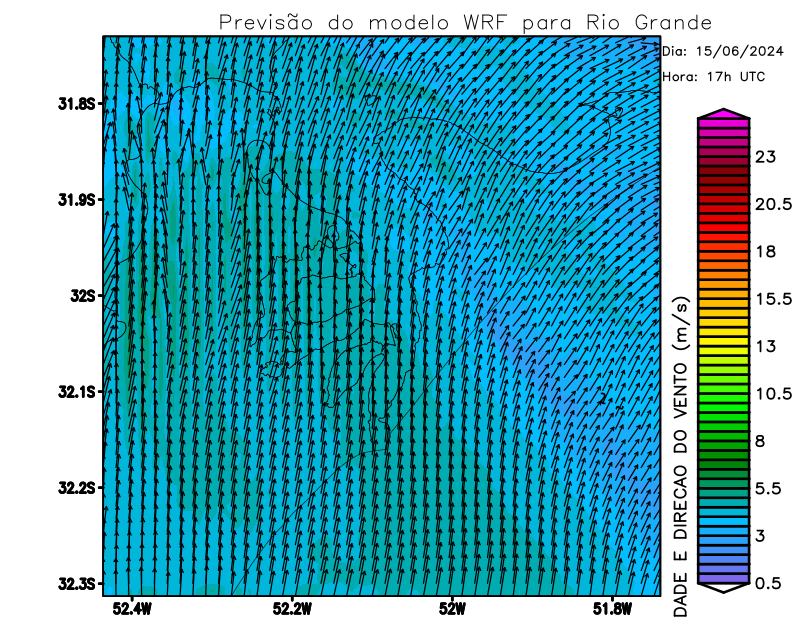 Previsão do modelo WRF para Rio Grande
Dia: 15/06/2024
Hora: 17h UTC
31.8S
31.9S
32S
32.1S
32.2S
32.3S
52.4W
52.2W
52W
51.8W
23
20.5
18
15.5
13
10.5
8
5.5
3
0.5
DADE E DIRECAO DO VENTO (m/s)